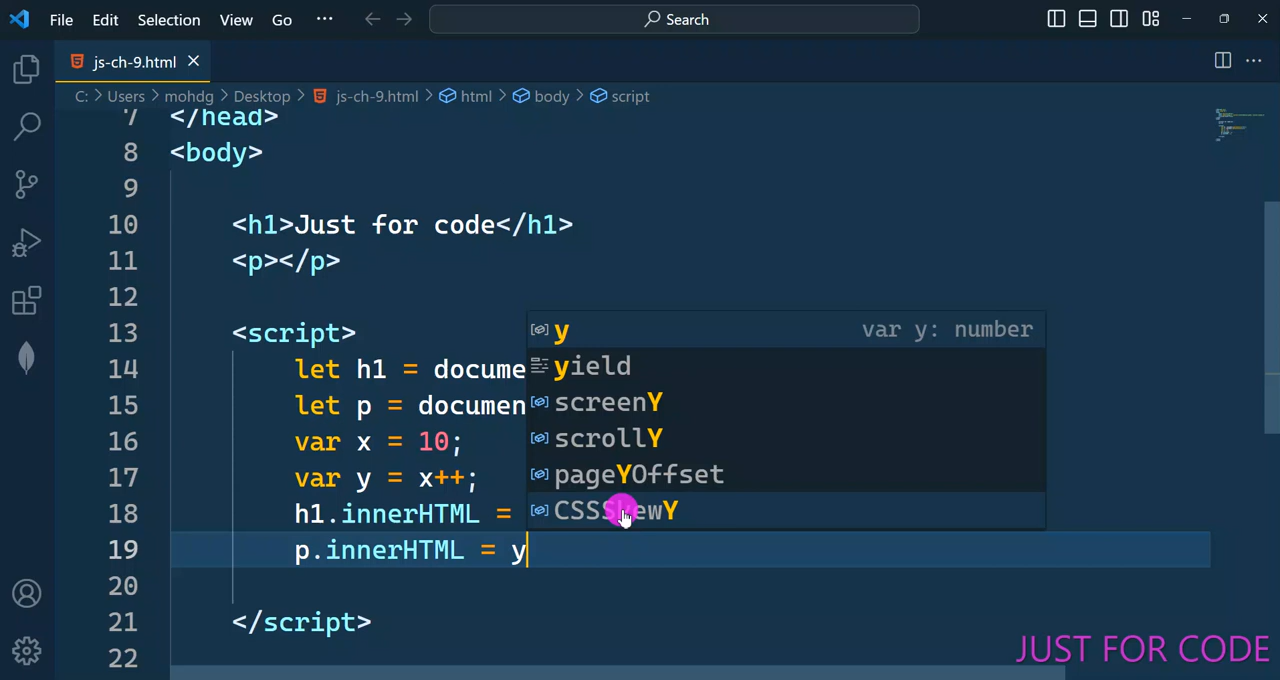 File Edit Selection View Go ··· Search
js-ch-9.html
C: > Users > mohdg > Desktop > js-ch-9.html > html > body > script
7 </head>
8 <body>
9
10 <h1>Just for code</h1>
11 <p></p>
12
13 <script>
14 let h1 = docume
15 let p = documen
16 var x = 10;
17 var y = x++;
18 h1.innerHTML =
19 p.innerHTML = y
20
21 </script>
22
y var y: number
yield
screenY
scrollY
pageYOffset
CSSSkewY
JUST FOR CODE